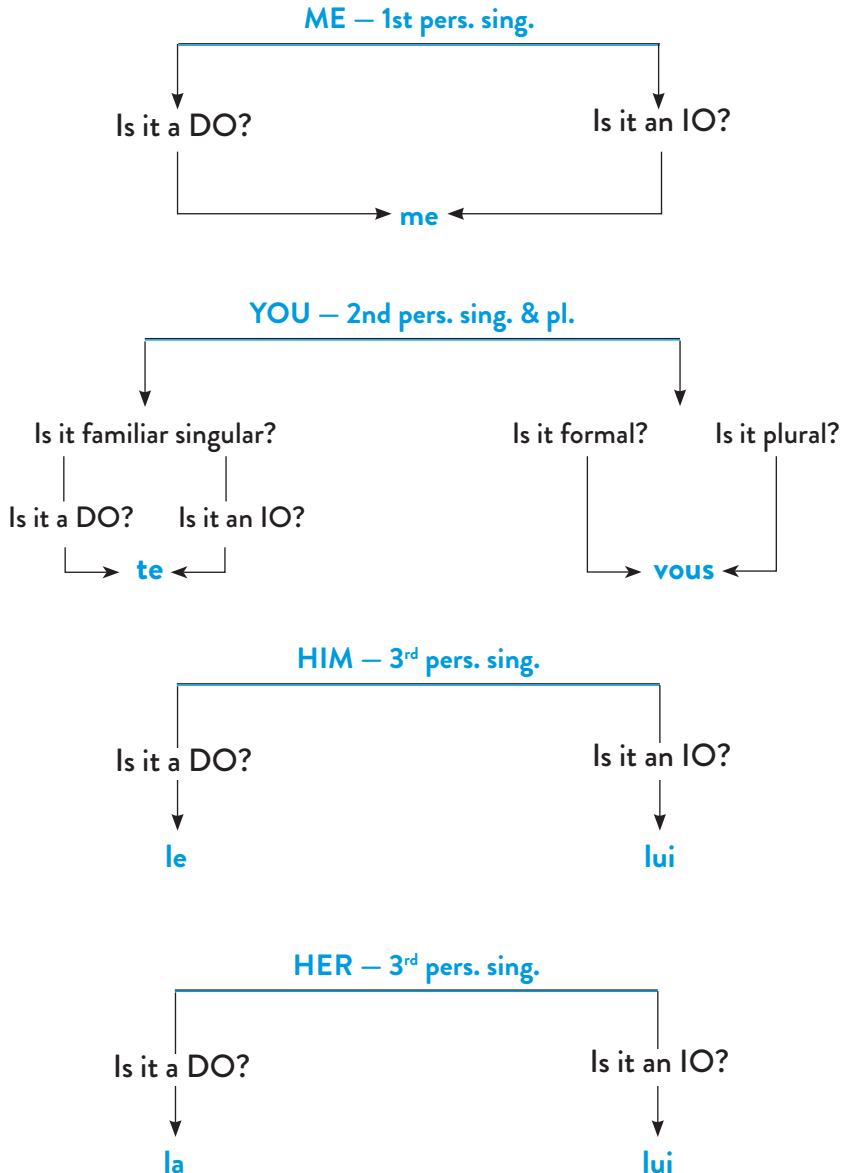 ME — 1st pers. sing.
Is it a DO? Is it an IO?
me
YOU — 2nd pers. sing. & pl.
Is it familiar singular? Is it formal? Is it plural?
Is it a DO? Is it an IO?
te vous
HIM — 3rd pers. sing.
Is it a DO? Is it an IO?
le lui
HER — 3rd pers. sing.
Is it a DO? Is it an IO?
la lui